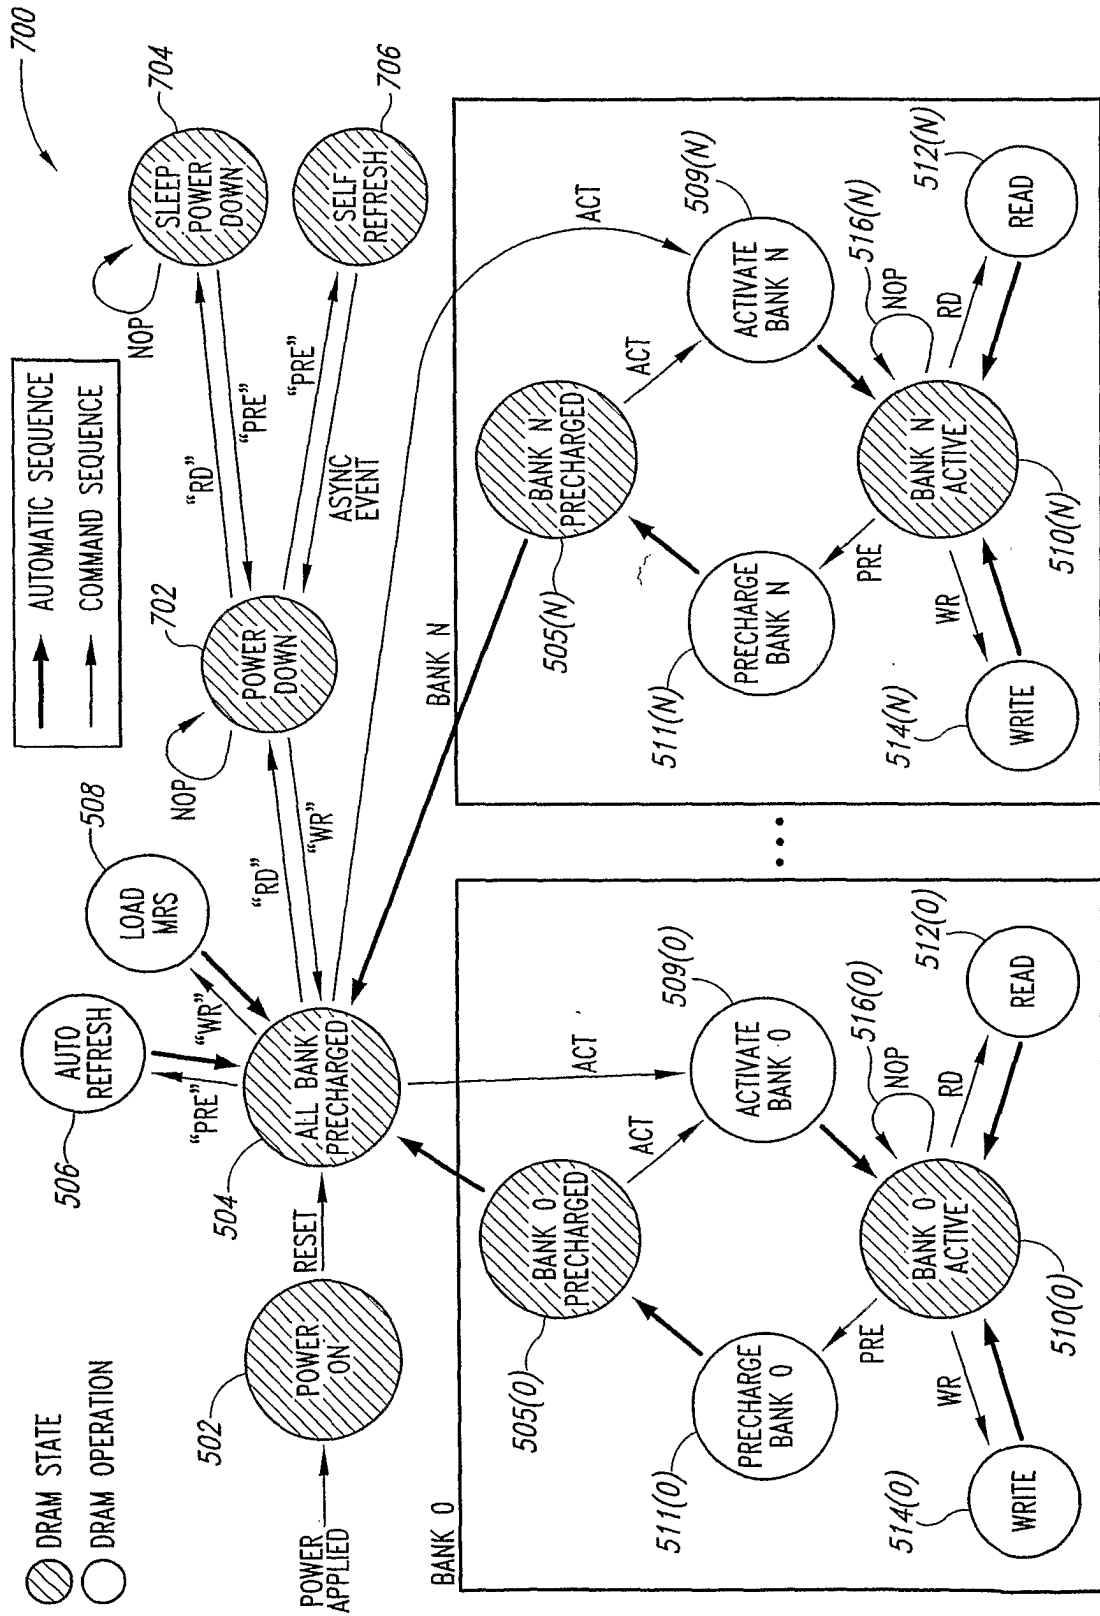 700
DRAM STATE
DRAM OPERATION
AUTOMATIC SEQUENCE
COMMAND SEQUENCE
506
AUTO
REFRESH
508
LOAD
MRS
"PRE"
"WR"
POWER
APPLIED
502
POWER
ON
RESET
504
ALL BANK
PRECHARGED
"RD"
"WR"
NOP
702
POWER
DOWN
"RD"
"PRE"
NOP
704
SLEEP
POWER
DOWN
"PRE"
ASYNC
EVENT
706
SELF
REFRESH
ACT
ACT
BANK 0
505(0)
BANK 0
PRECHARGED
ACT
511(0)
PRECHARGE
BANK 0
509(0)
ACTIVATE
BANK 0
PRE
516(0)
NOP
510(0)
BANK 0
ACTIVE
WR
RD
514(0)
WRITE
512(0)
READ
•••
BANK N
505(N)
BANK N
PRECHARGED
ACT
511(N)
PRECHARGE
BANK N
509(N)
ACTIVATE
BANK N
PRE
516(N)
NOP
510(N)
BANK N
ACTIVE
WR
RD
514(N)
WRITE
512(N)
READ